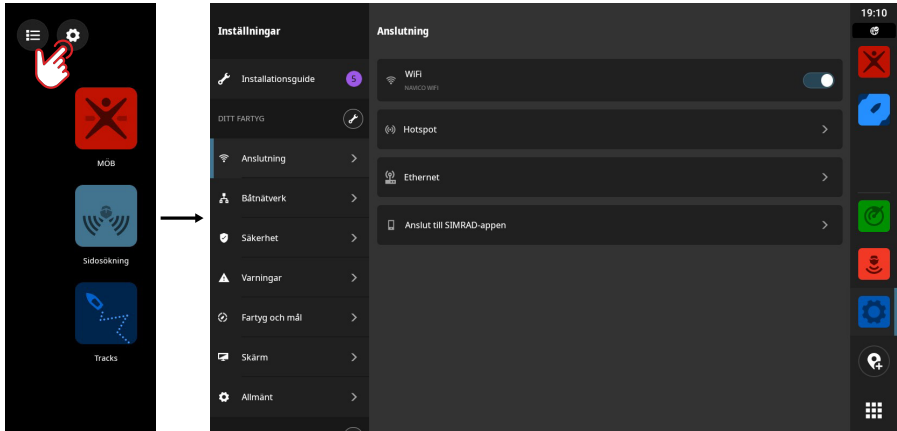 MÖB
Sidosökning
Tracks
Inställningar
Installationsguide
5
DITT FARTYG
Anslutning
Båtnätverk
Säkerhet
Varningar
Fartyg och mål
Skärm
Allmänt
Anslutning
WiFi
NAVICO WIFI
Hotspot
Ethernet
Anslut till SIMRAD-appen
19:10